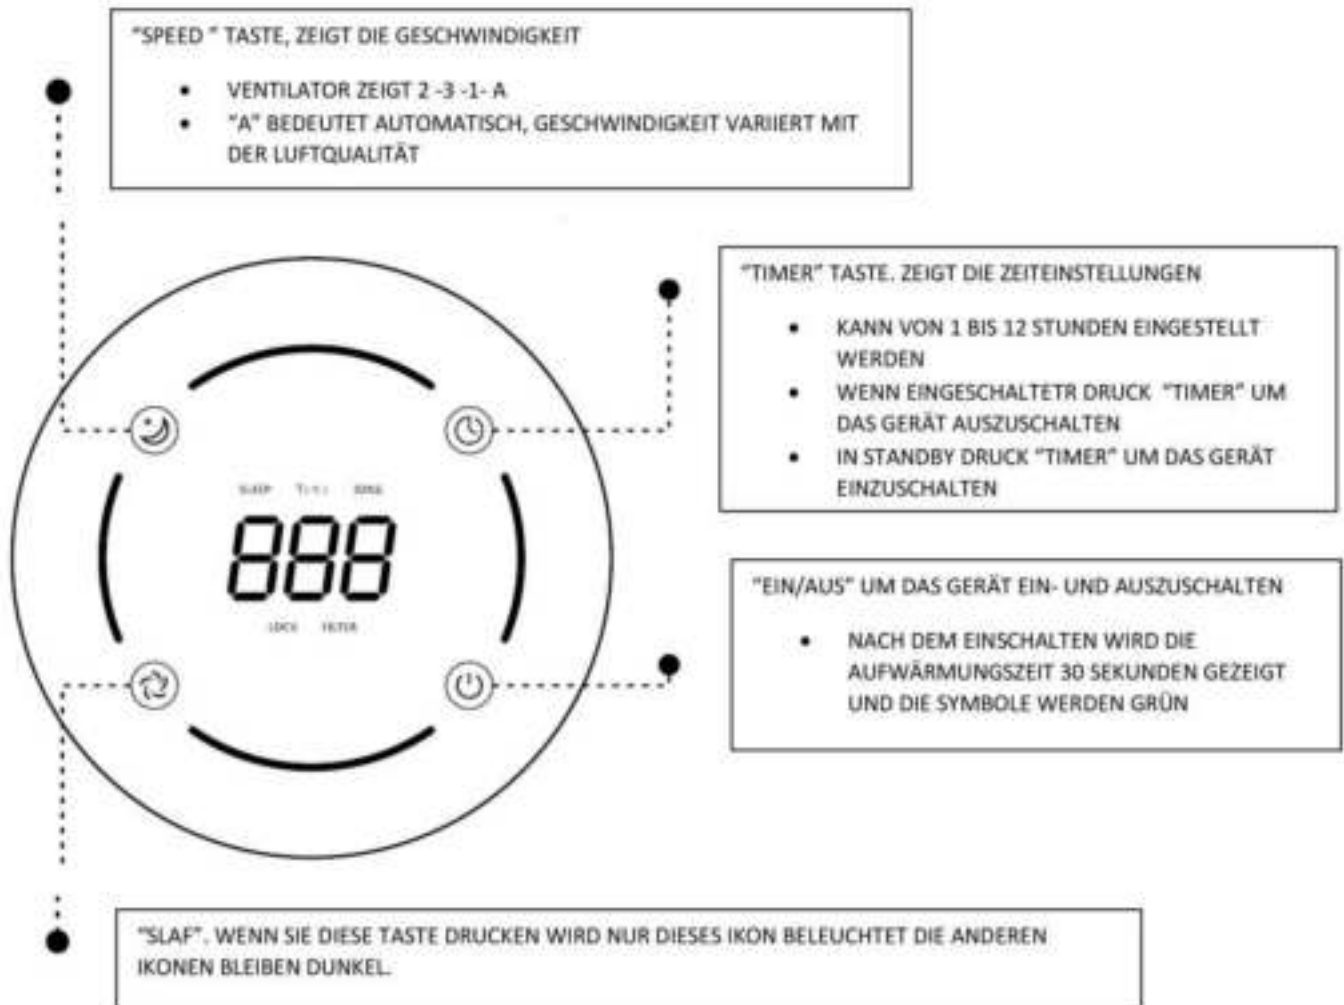 "SPEED " TASTE, ZEIGT DIE GESCHWINDIGKEIT
• VENTILATOR ZEIGT 2 -3 -1- A
• "A" BEDEUTET AUTOMATISCH, GESCHWINDIGKEIT VARIIERT MIT
DER LUFTQUALITÄT
"TIMER" TASTE. ZEIGT DIE ZEITEINSTELLUNGEN
• KANN VON 1 BIS 12 STUNDEN EINGESTELLT
WERDEN
• WENN EINGESCHALTETR DRUCK "TIMER" UM
DAS GERÄT AUSZUSCHALTEN
• IN STANDBY DRUCK "TIMER" UM DAS GERÄT
EINZUSCHALTEN
SLEEP
888
LOCK FILTER
"EIN/AUS" UM DAS GERÄT EIN- UND AUSZUSCHALTEN
• NACH DEM EINSCHALTEN WIRD DIE
AUFWÄRMUNGSZEIT 30 SEKUNDEN GEZEIGT
UND DIE SYMBOLE WERDEN GRÜN
"SLAF". WENN SIE DIESE TASTE DRUCKEN WIRD NUR DIESES IKON BELEUCHTET DIE ANDEREN
IKONEN BLEIBEN DUNKEL.